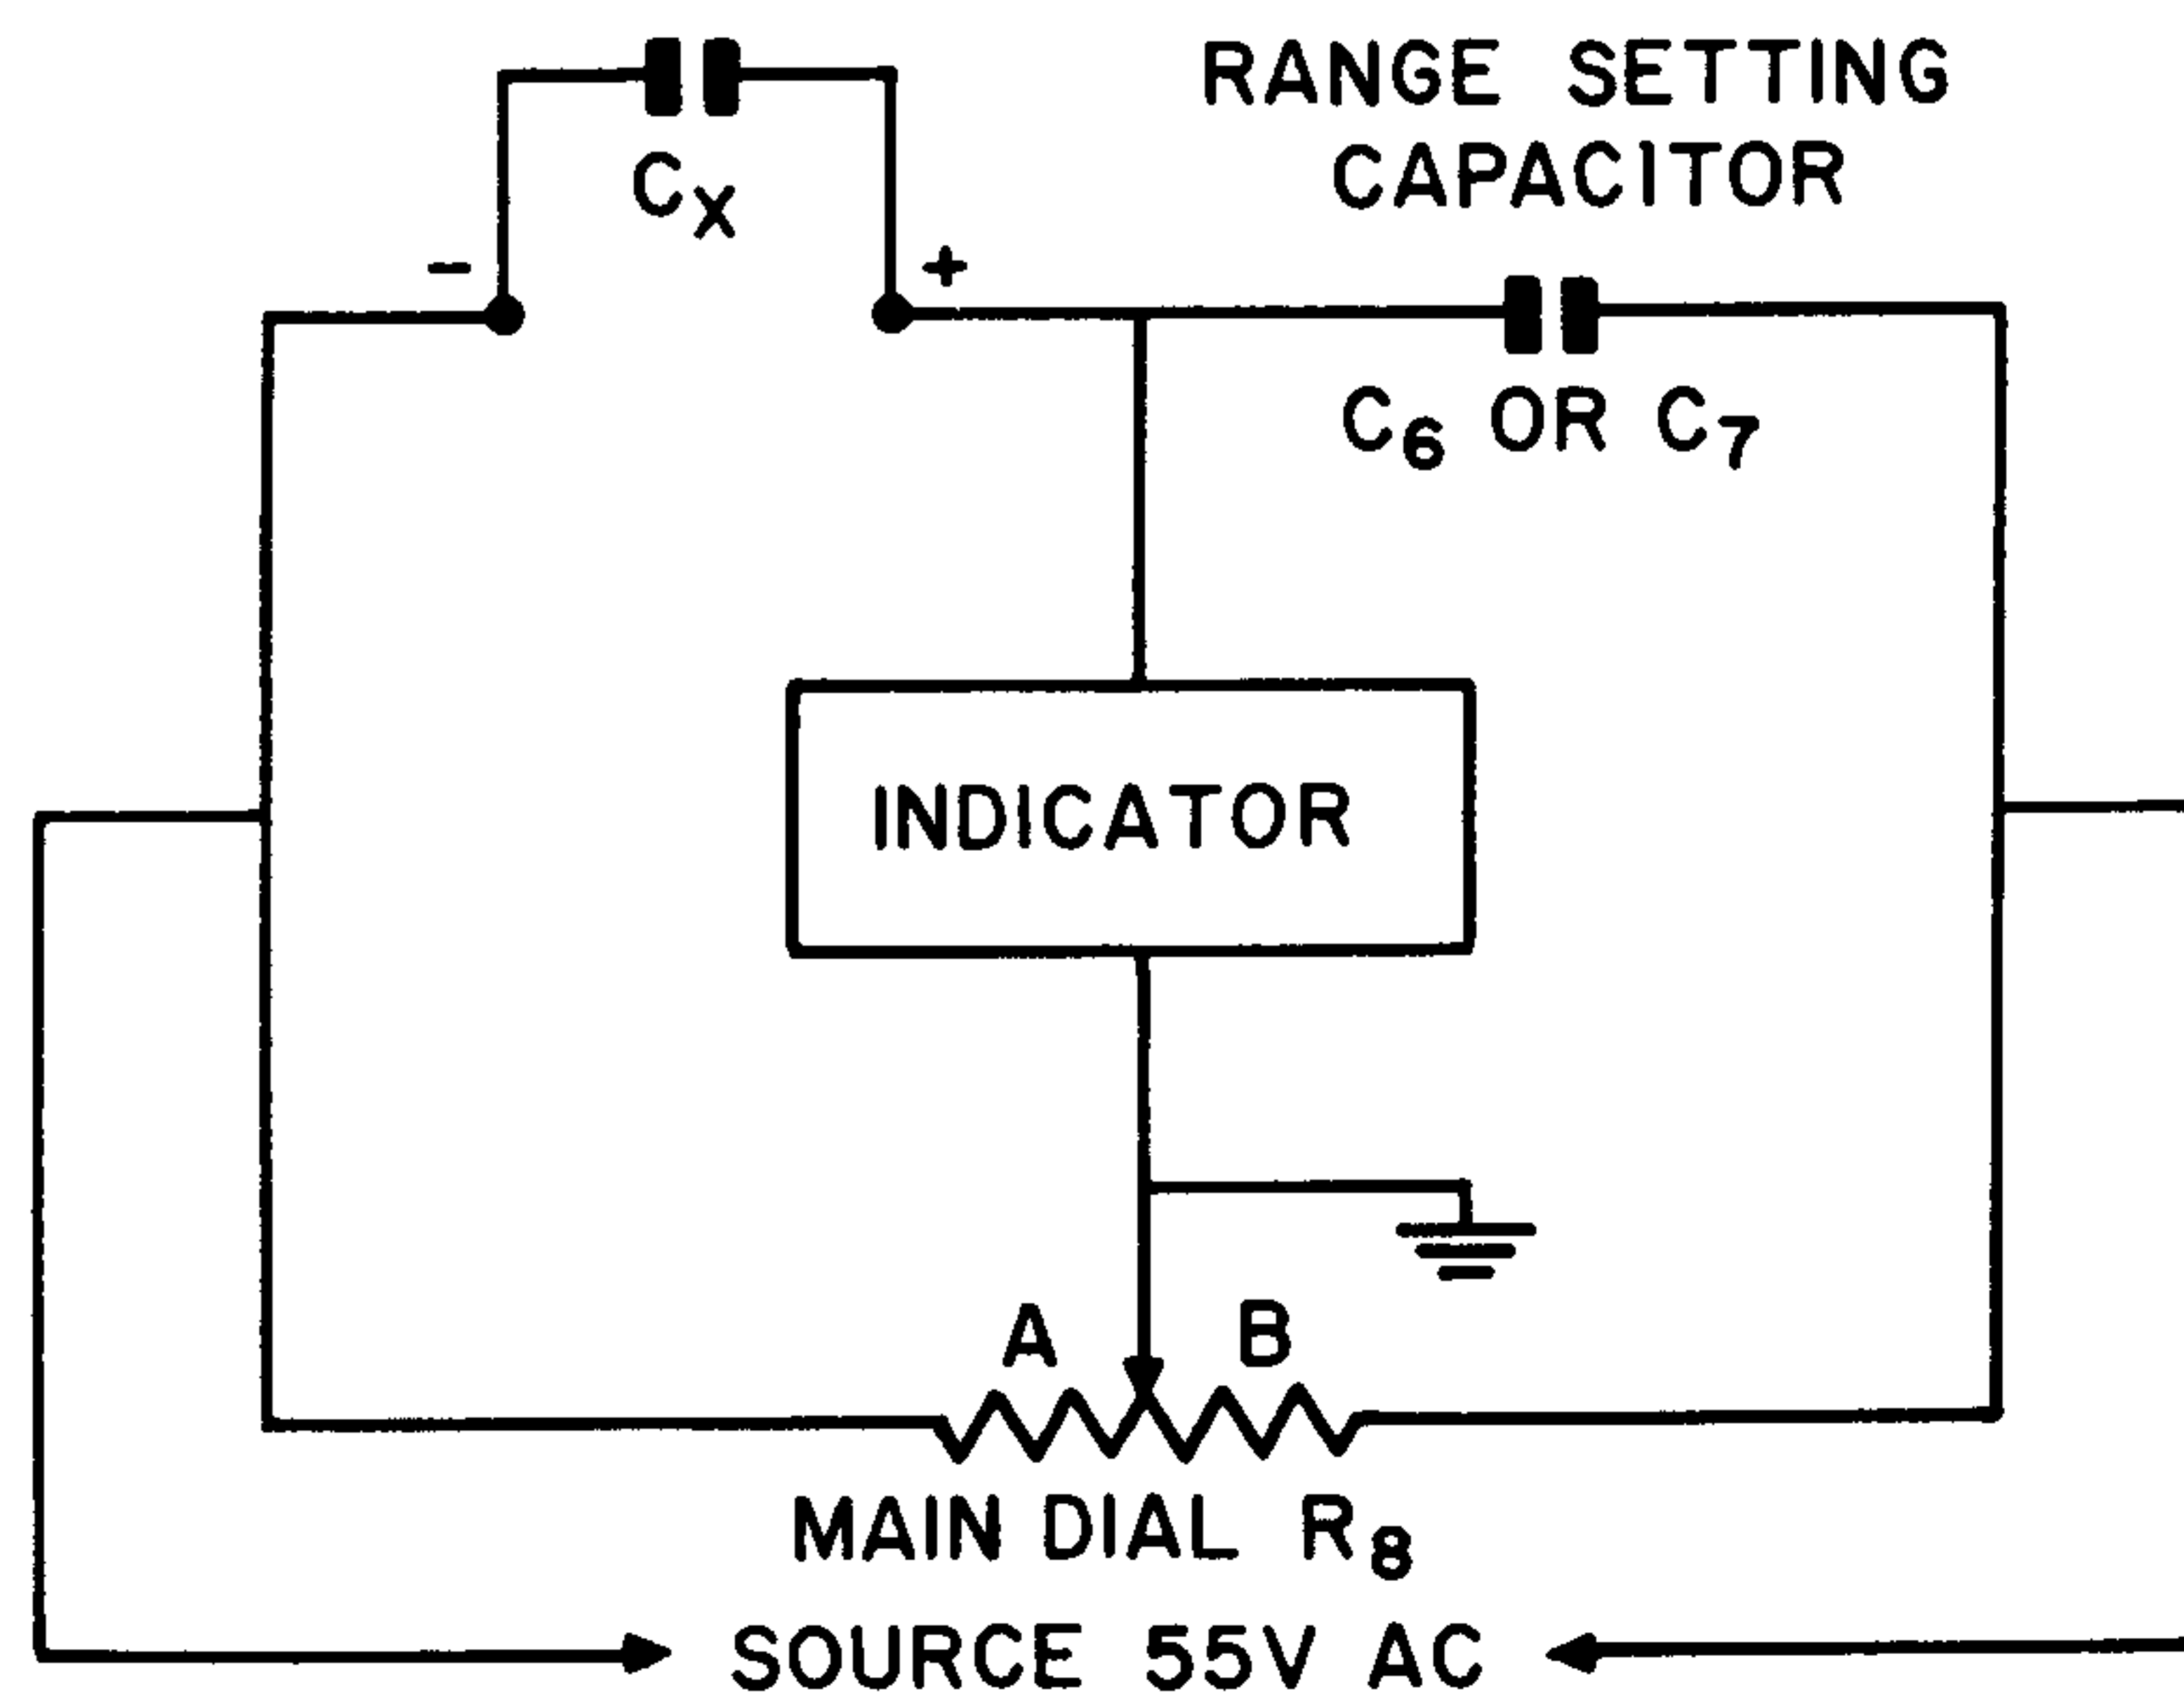 RANGE SETTING
CAPACITOR
Cx
- +
C6 OR C7
INDICATOR
A B
MAIN DIAL R8
SOURCE 55V AC